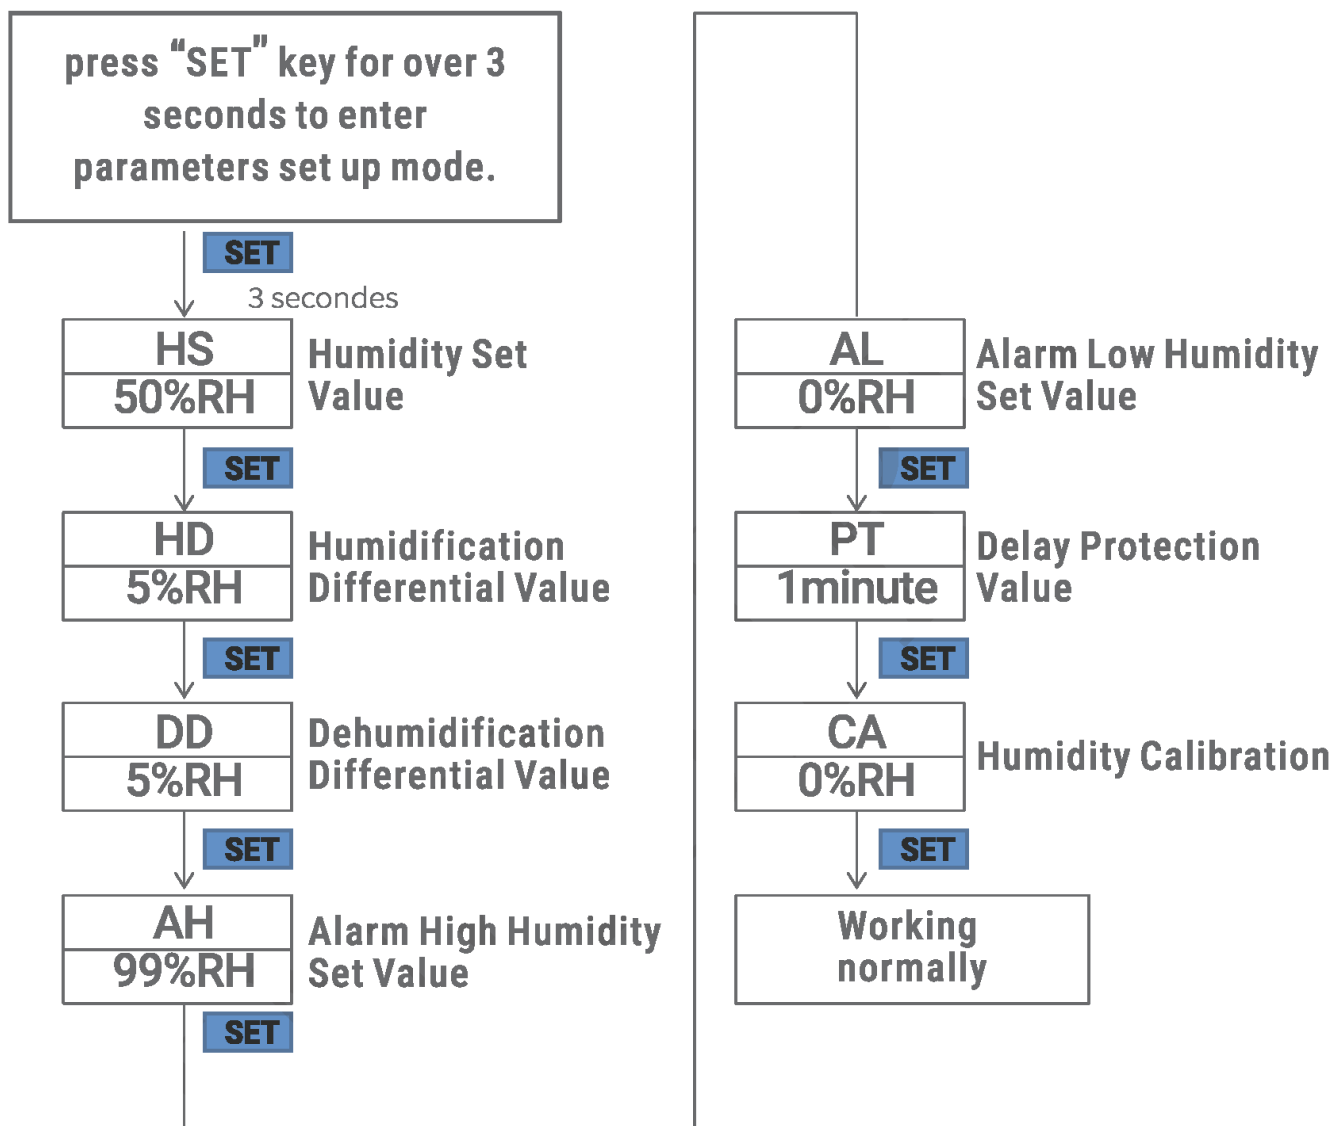 press “SET” key for over 3
seconds to enter
parameters set up mode.
SET
3 secondes
HS
50%RH
Humidity Set
Value
SET
HD
5%RH
Humidification
Differential Value
SET
DD
5%RH
Dehumidification
Differential Value
SET
AH
99%RH
Alarm High Humidity
Set Value
SET
AL
0%RH
Alarm Low Humidity
Set Value
SET
PT
1minute
Delay Protection
Value
SET
CA
0%RH
Humidity Calibration
SET
Working
normally